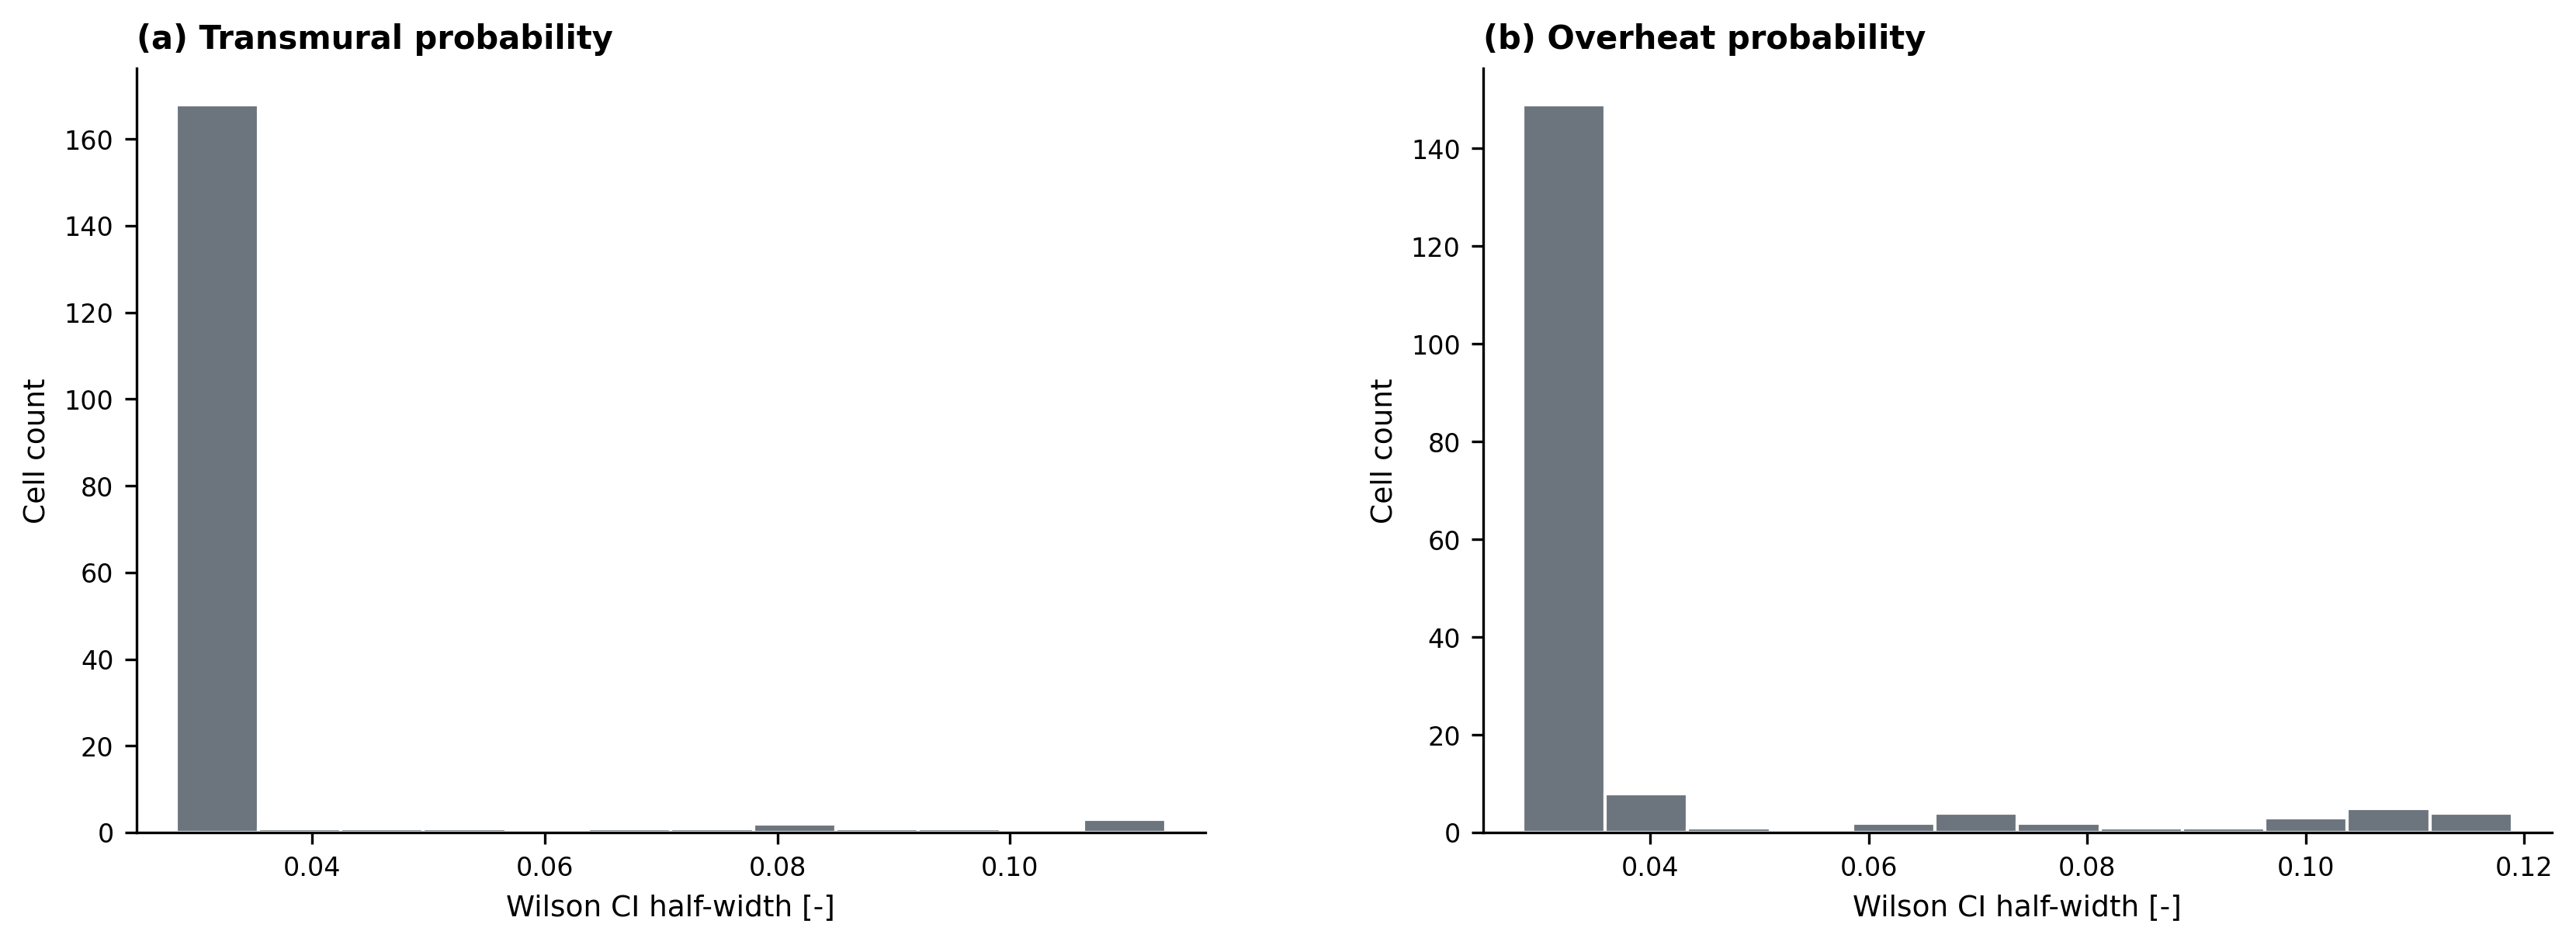 (a) Transmural probability
160
140
120
100
80
60
40
20
0
Cell count
0.04 0.06 0.08 0.10
Wilson CI half-width [-]
(b) Overheat probability
140
120
100
80
60
40
20
0
Cell count
0.04 0.06 0.08 0.10 0.12
Wilson CI half-width [-]